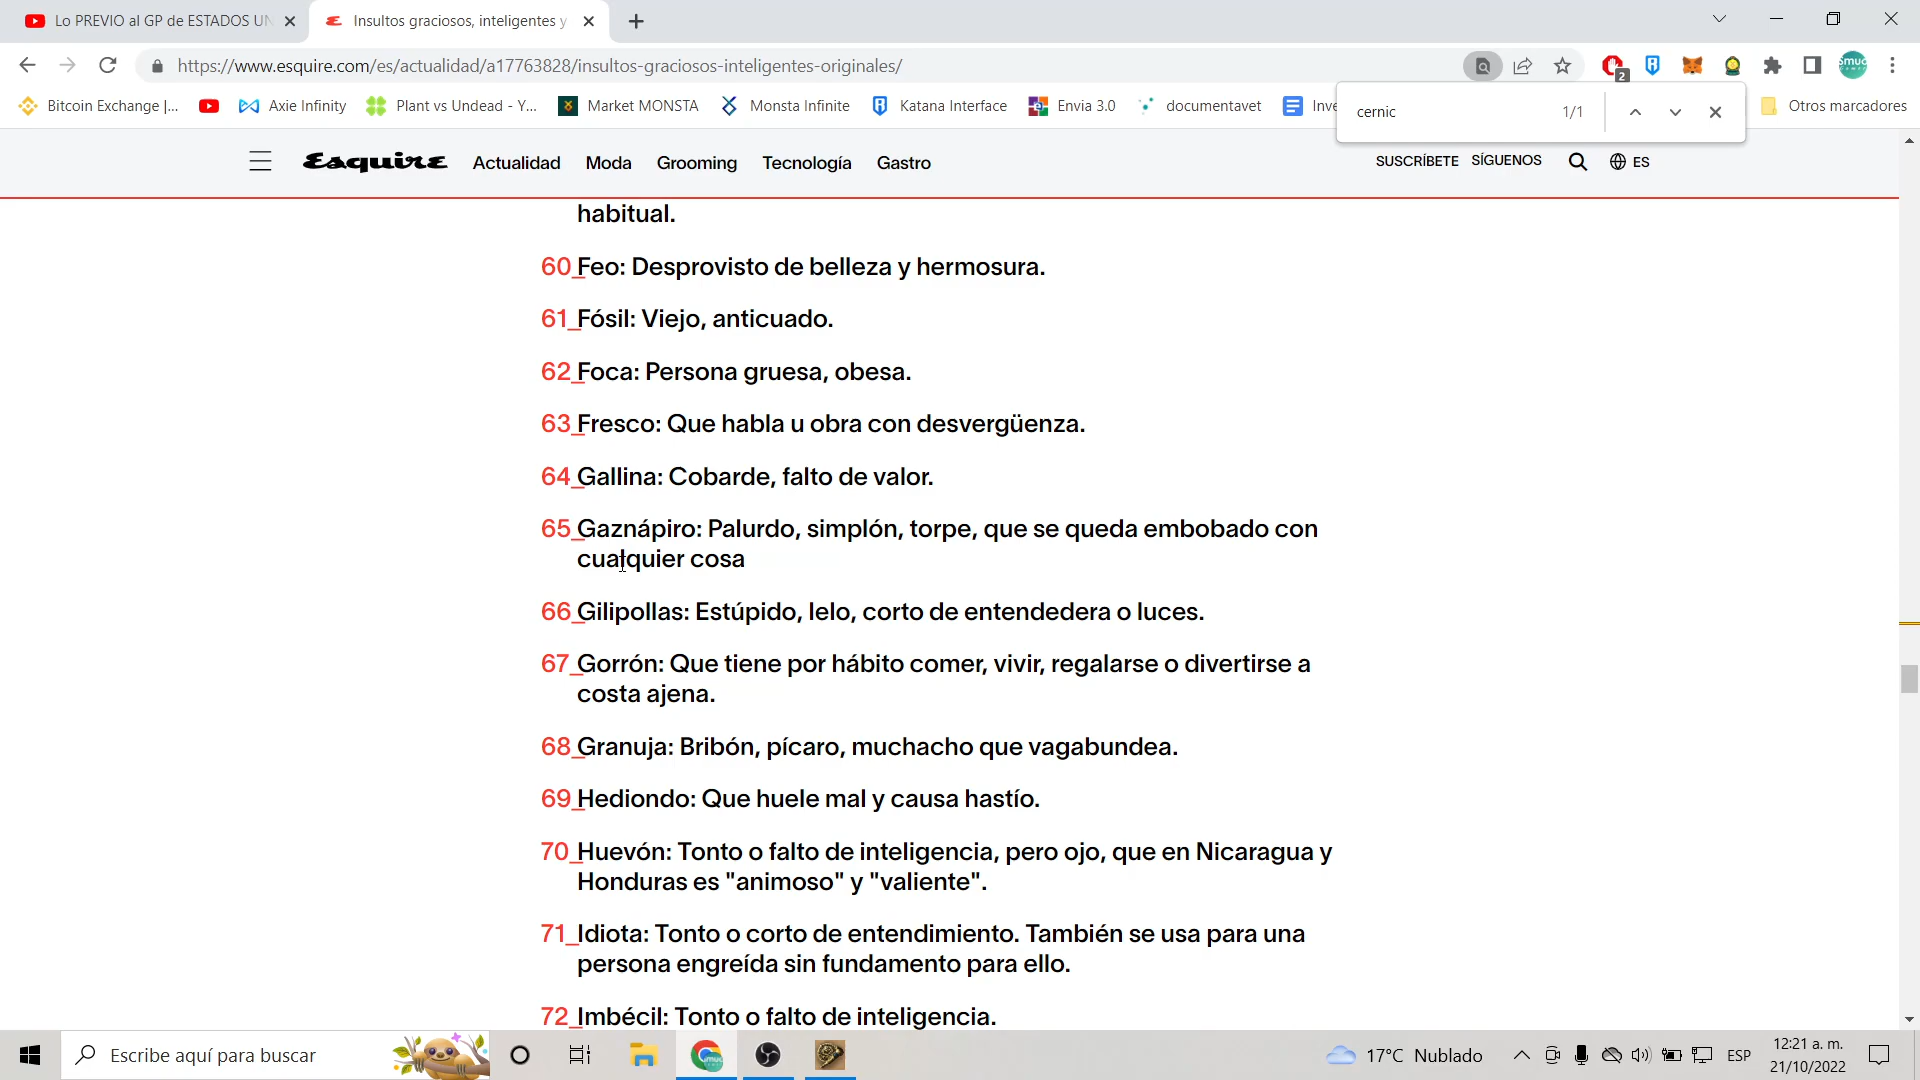 Lo PREVIO al GP de ESTADOS UN
Insultos graciosos, inteligentes y
https://www.esquire.com/es/actualidad/a17763828/insultos-graciosos-inteligentes-originales/
2
smuc
Bitcoin Exchange |...
Axie Infinity
Plant vs Undead - Y...
Market MONSTA
Monsta Infinite
Katana Interface
Envia 3.0
documentavet
Inve
Otros marcadores
cernic
1/1
Esquire
Actualidad
Moda
Grooming
Tecnología
Gastro
SUSCRÍBETE
SÍGUENOS
ES
habitual.
60_Feo: Desprovisto de belleza y hermosura.
61_Fósil: Viejo, anticuado.
62_Foca: Persona gruesa, obesa.
63_Fresco: Que habla u obra con desvergüenza.
64_Gallina: Cobarde, falto de valor.
65_Gaznápiro: Palurdo, simplón, torpe, que se queda embobado con
cualquier cosa
66_Gilipollas: Estúpido, lelo, corto de entendedera o luces.
67_Gorrón: Que tiene por hábito comer, vivir, regalarse o divertirse a
costa ajena.
68_Granuja: Bribón, pícaro, muchacho que vagabundea.
69_Hediondo: Que huele mal y causa hastío.
70_Huevón: Tonto o falto de inteligencia, pero ojo, que en Nicaragua y
Honduras es "animoso" y "valiente".
71_Idiota: Tonto o corto de entendimiento. También se usa para una
persona engreída sin fundamento para ello.
72_Imbécil: Tonto o falto de inteligencia.
Escribe aquí para buscar
17°C Nublado
ESP
12:21 a. m.
21/10/2022